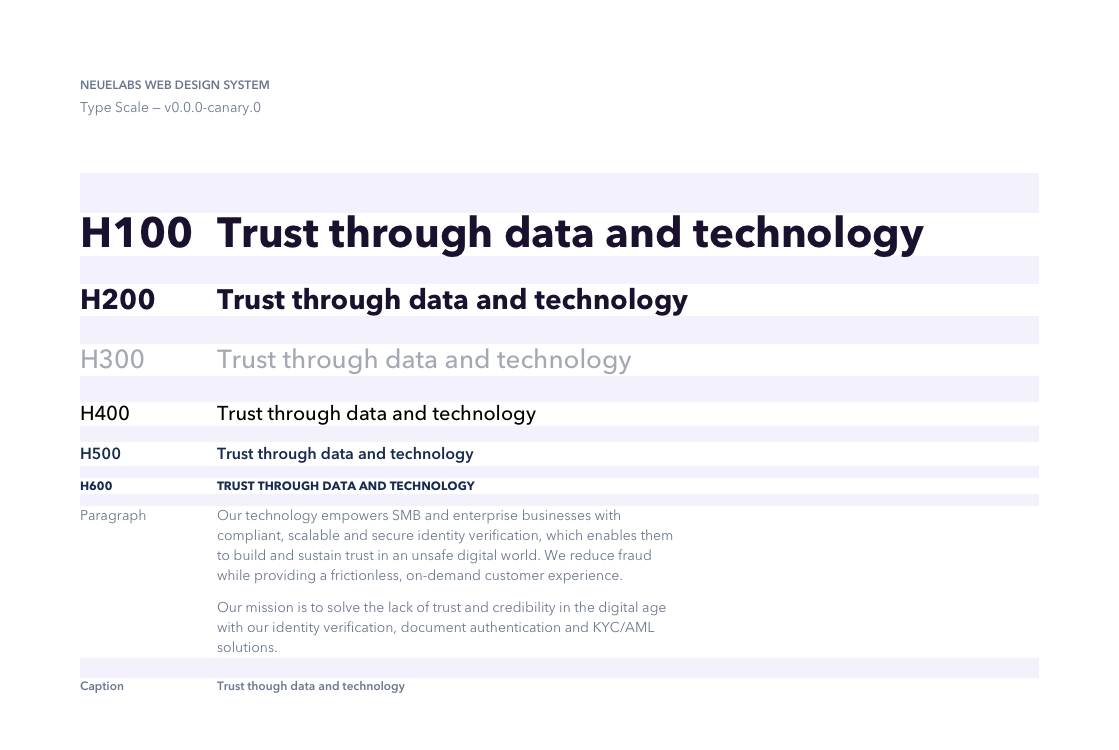 NEUELABS WEB DESIGN SYSTEM
Type Scale – v0.0.0-canary.0
H100 Trust through data and technology
H200 Trust through data and technology
H300 Trust through data and technology
H400 Trust through data and technology
H500 Trust through data and technology
H600 TRUST THROUGH DATA AND TECHNOLOGY
Paragraph Our technology empowers SMB and enterprise businesses with
compliant, scalable and secure identity verification, which enables them
to build and sustain trust in an unsafe digital world. We reduce fraud
while providing a frictionless, on-demand customer experience.
Our mission is to solve the lack of trust and credibility in the digital age
with our identity verification, document authentication and KYC/AML
solutions.
Caption Trust though data and technology